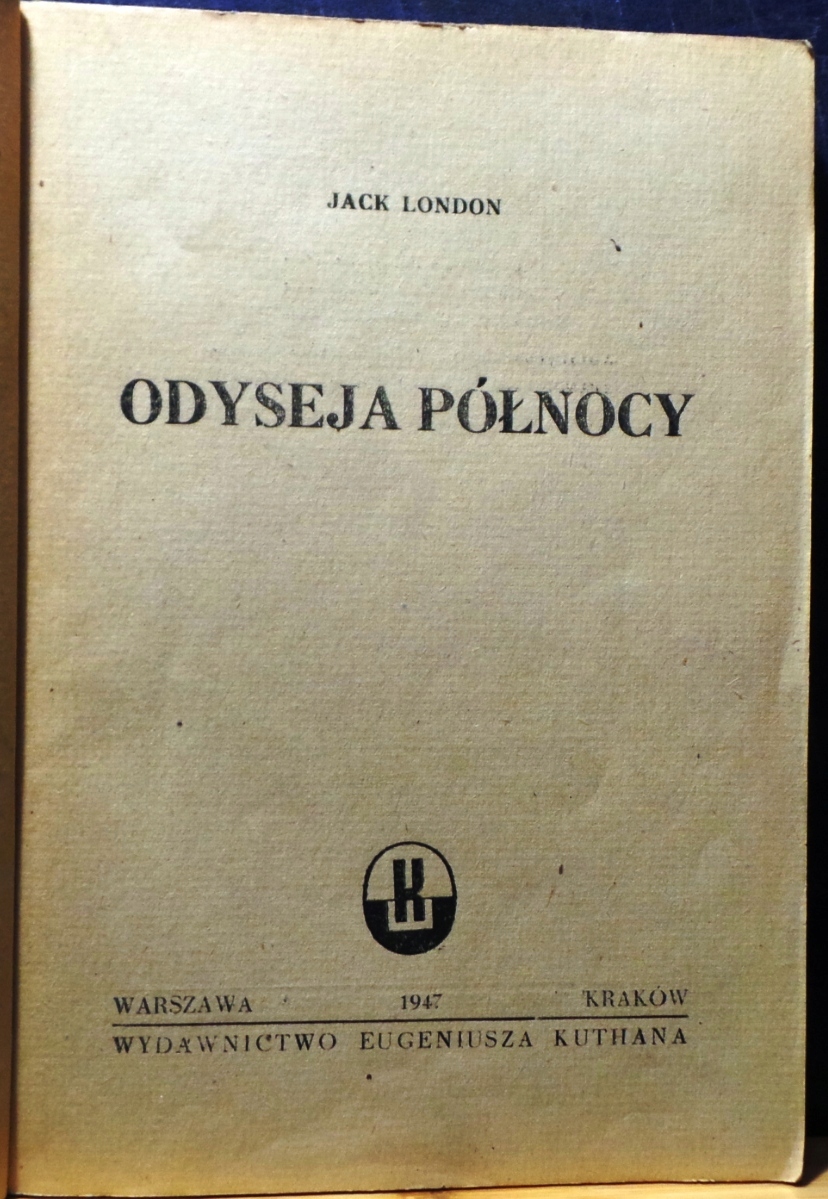 JACK LONDON
ODYSEJA PÓŁNOCY
K
WARSZAWA 1947 KRAKÓW
WYDAWNICTWO EUGENIUSZA KUTHANA